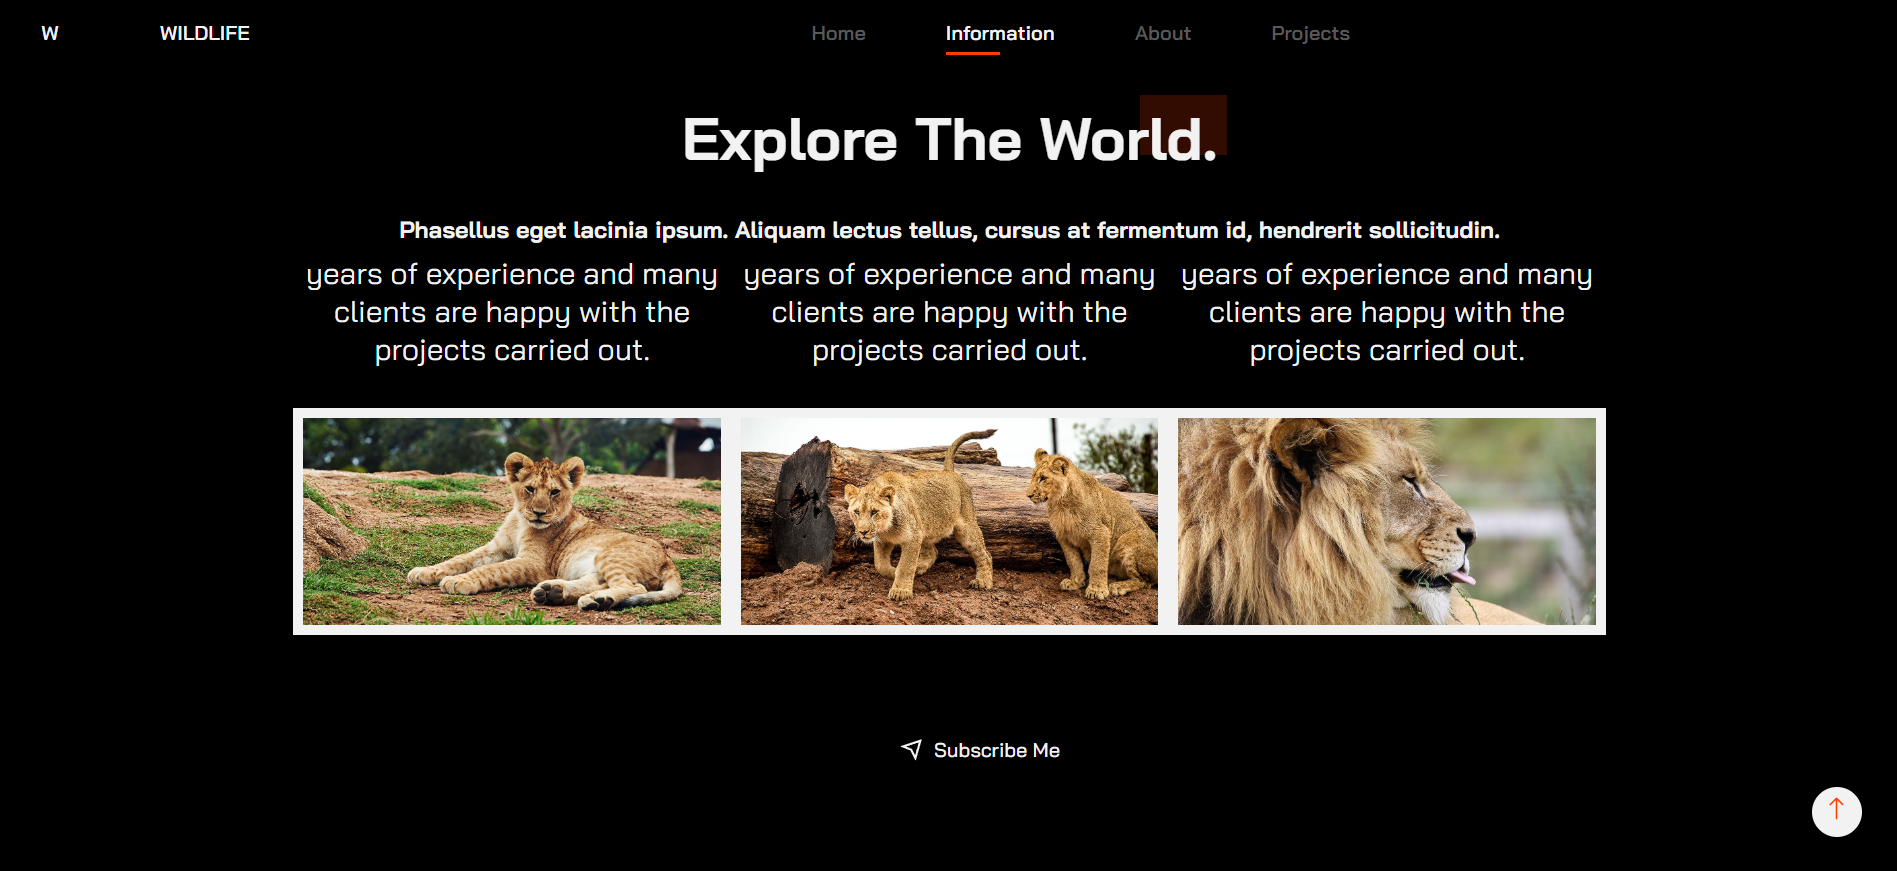 W
WILDLIFE
Home
Information
About
Projects
Explore The World.
Phasellus eget lacinia ipsum. Aliquam lectus tellus, cursus at fermentum id, hendrerit sollicitudin.
years of experience and many
clients are happy with the
projects carried out.
years of experience and many
clients are happy with the
projects carried out.
years of experience and many
clients are happy with the
projects carried out.
Subscribe Me